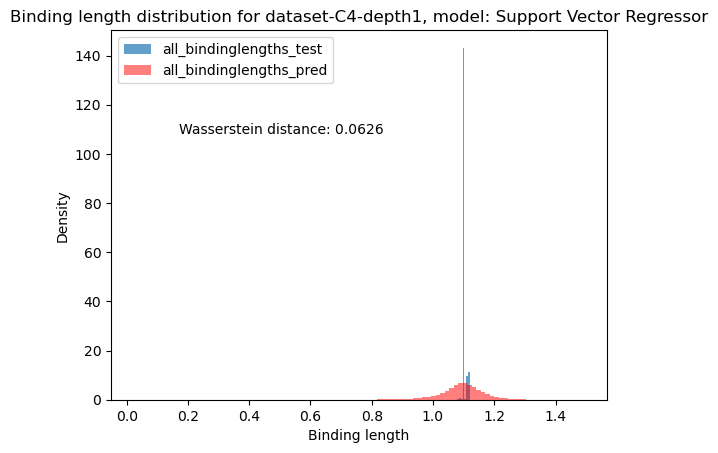 Binding length distribution for dataset-C4-depth1, model: Support Vector Regressor
all_bindinglengths_test
all_bindinglengths_pred
Wasserstein distance: 0.0626
Density
140
120
100
80
60
40
20
0
0.0 0.2 0.4 0.6 0.8 1.0 1.2 1.4
Binding length